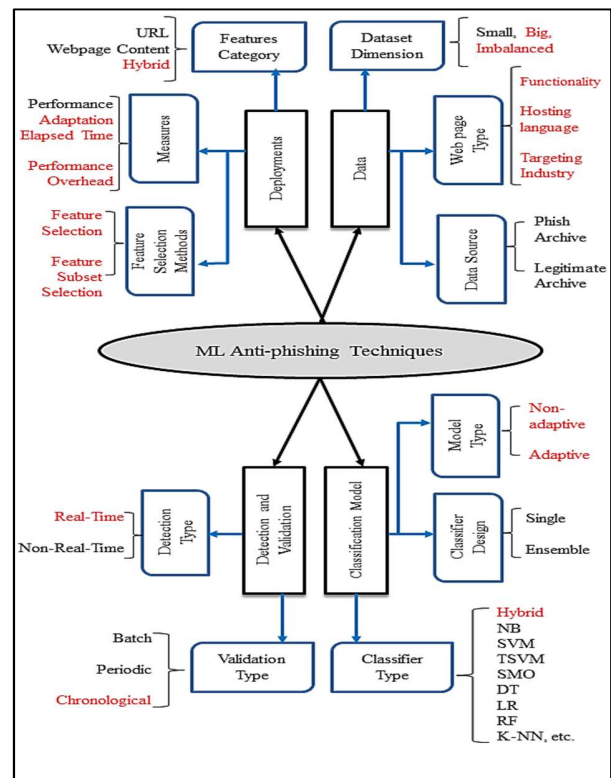 URL
Webpage Content
Hybrid
Features
Category
Dataset
Dimension
Small, Big,
Imbalanced
Performance
Adaptation
Elapsed Time
Performance
Overhead
Measures
Deployments
Data
Web page
Type
Functionality
Hosting
language
Targeting
Industry
Feature
Selection
Feature
Subset
Selection
Feature
Selection
Methods
Data Source
Phish
Archive
Legitimate
Archive
ML Anti-phishing Techniques
Model
Type
Non-
adaptive
Adaptive
Real-Time
Non-Real-Time
Detection
Type
Detection and
Validation
Classification Model
Classifier
Design
Single
Ensemble
Batch
Periodic
Chronological
Validation
Type
Classifier
Type
Hybrid
NB
SVM
TSVM
SMO
DT
LR
RF
K-NN, etc.